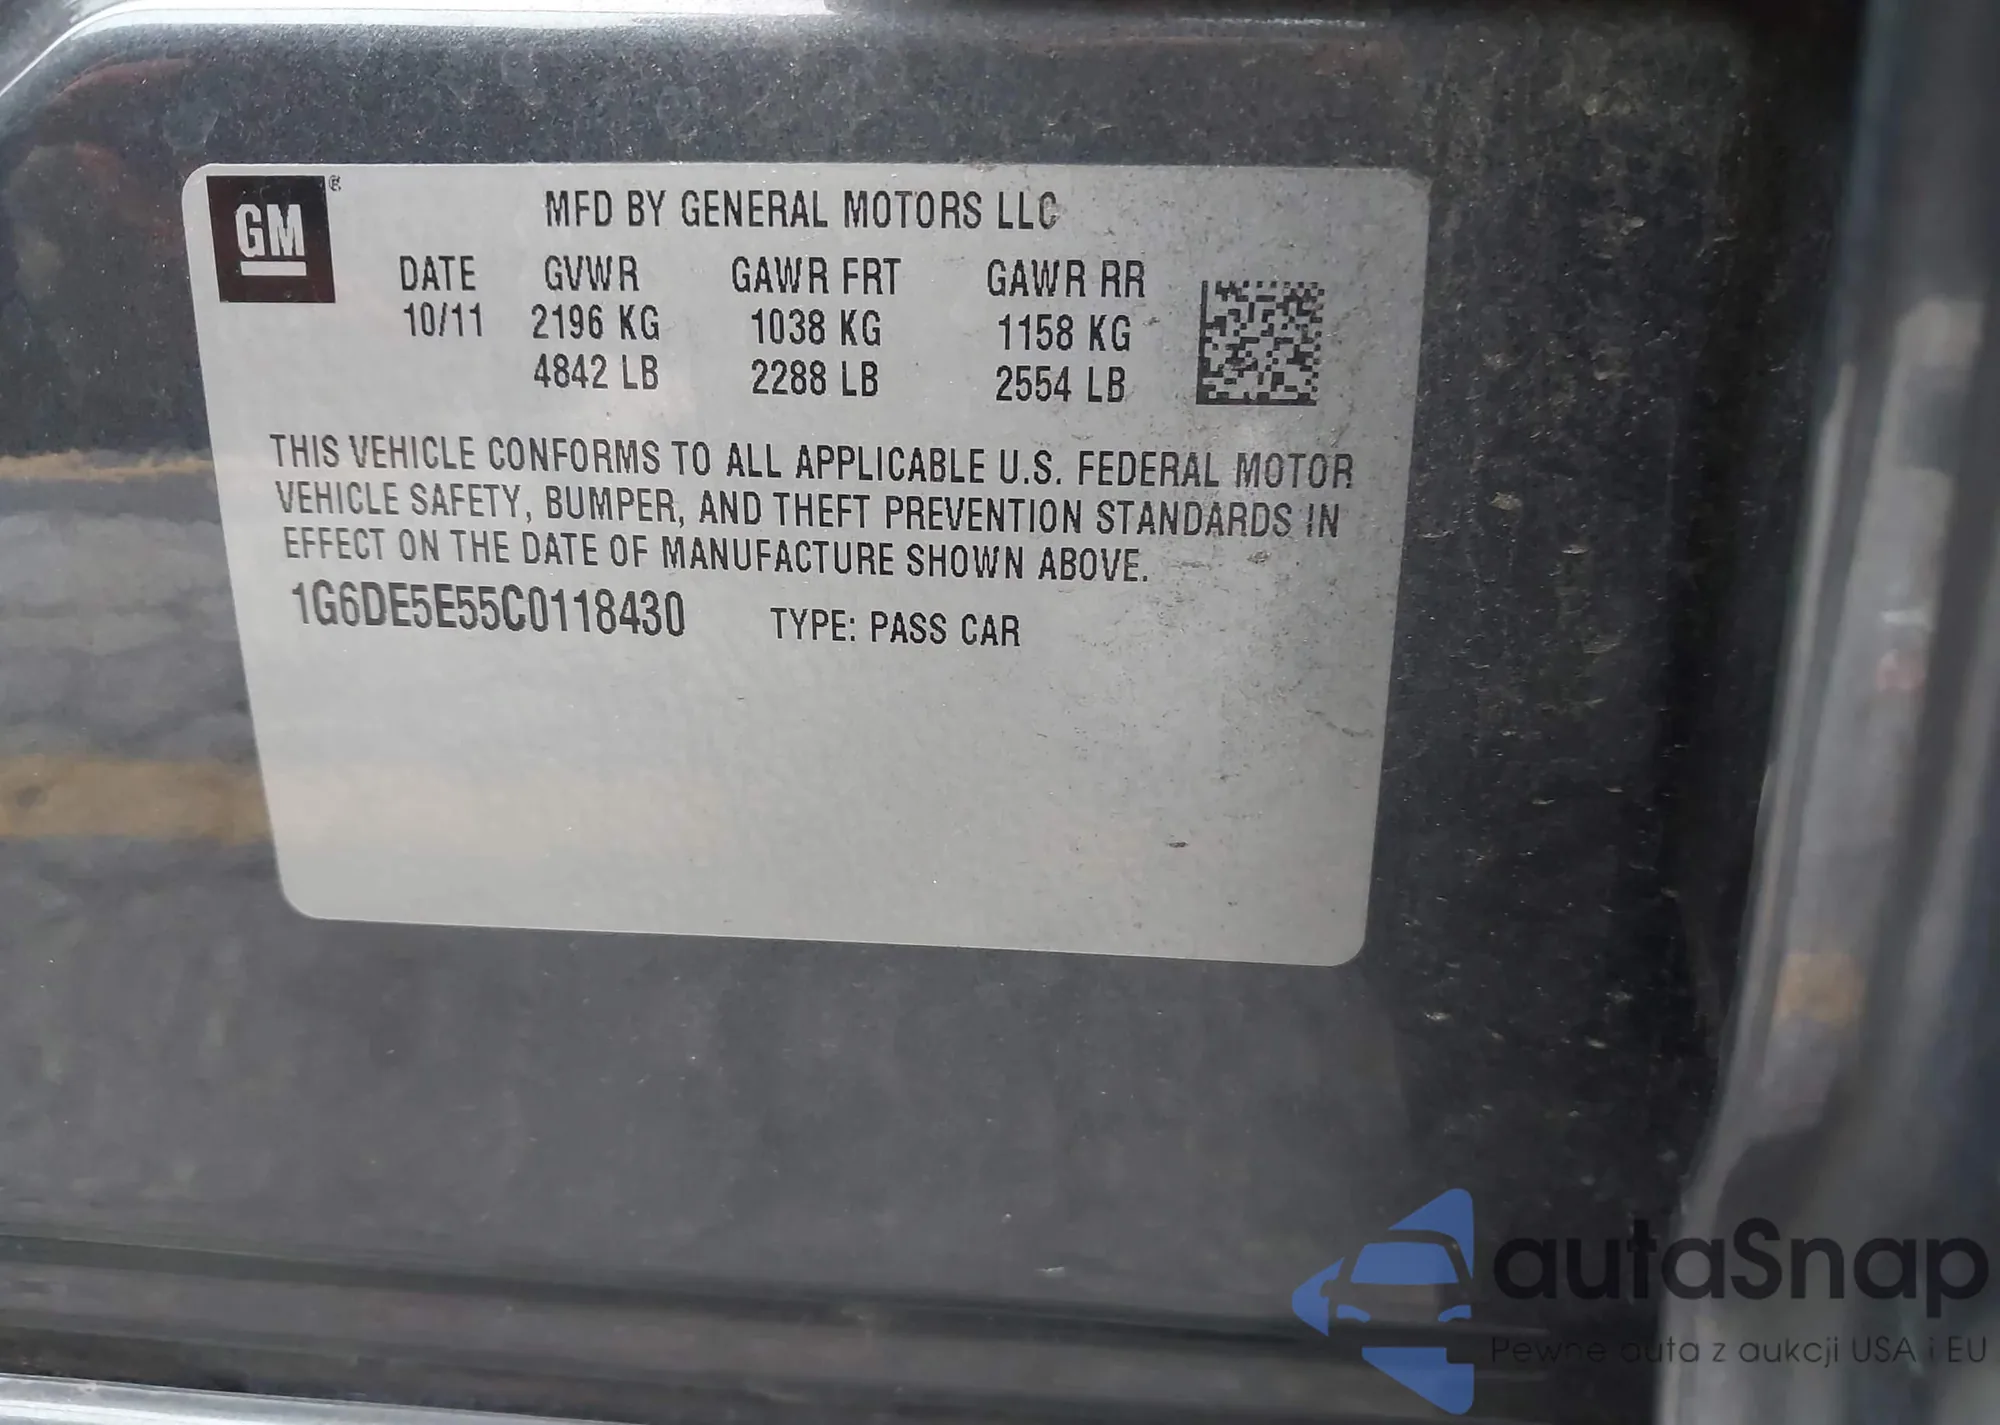 GM ®
MFD BY GENERAL MOTORS LLC
DATE GVWR GAWR FRT GAWR RR
10/11 2196 KG 1038 KG 1158 KG
4842 LB 2288 LB 2554 LB
THIS VEHICLE CONFORMS TO ALL APPLICABLE U.S. FEDERAL MOTOR
VEHICLE SAFETY, BUMPER, AND THEFT PREVENTION STANDARDS IN
EFFECT ON THE DATE OF MANUFACTURE SHOWN ABOVE.
1G6DE5E55C0118430 TYPE: PASS CAR
autaSnap
Pewne auta z aukcji USA i EU